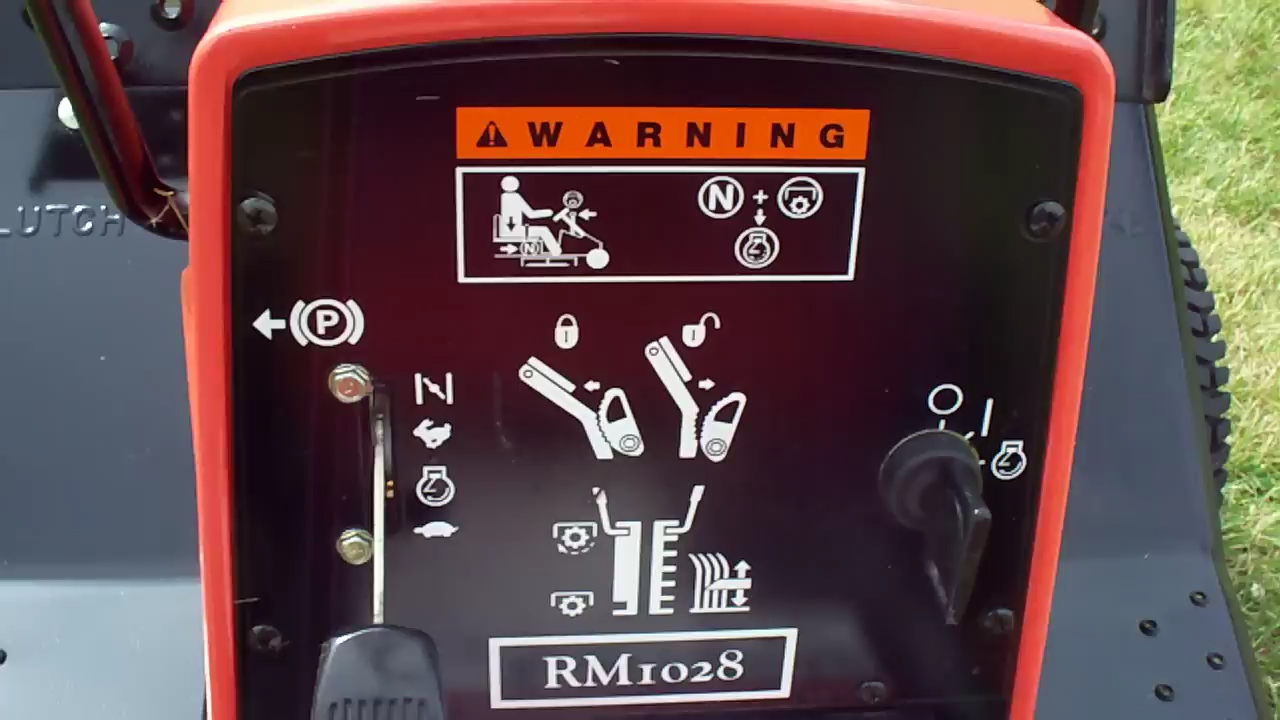 WARNING
N + 
N
LUTCH
P
RM1028